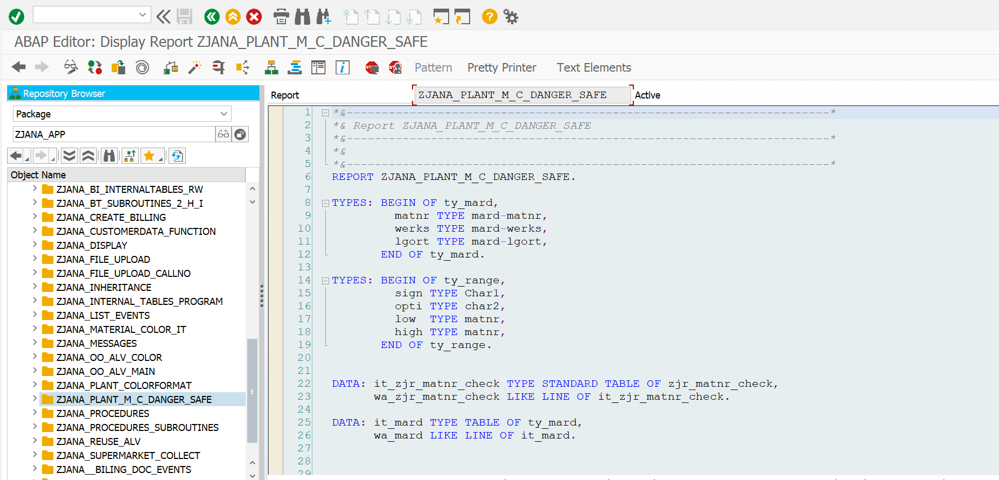 ABAP Editor: Display Report ZJANA_PLANT_M_C_DANGER_SAFE
Pattern Pretty Printer Text Elements
Repository Browser
Package
ZJANA_APP
Object Name
ZJANA_BI_INTERNALTABLES_RW
ZJANA_BT_SUBROUTINES_2_H_I
ZJANA_CREATE_BILLING
ZJANA_CUSTOMERDATA_FUNCTION
ZJANA_DISPLAY
ZJANA_FILE_UPLOAD
ZJANA_FILE_UPLOAD_CALLNO
ZJANA_INHERITANCE
ZJANA_INTERNAL_TABLES_PROGRAM
ZJANA_LIST_EVENTS
ZJANA_MATERIAL_COLOR_IT
ZJANA_MESSAGES
ZJANA_OO_ALV_COLOR
ZJANA_OO_ALV_MAIN
ZJANA_PLANT_COLORFORMAT
ZJANA_PLANT_M_C_DANGER_SAFE
ZJANA_PROCEDURES
ZJANA_PROCEDURES_SUBROUTINES
ZJANA_REUSE_ALV
ZJANA_SUPERMARKET_COLLECT
ZJANA__BILING_DOC_EVENTS
Report ZJANA_PLANT_M_C_DANGER_SAFE Active
1 *&---------------------------------------------------------------------*
2 *& Report ZJANA_PLANT_M_C_DANGER_SAFE
3 *&---------------------------------------------------------------------*
4 *&
5 *&---------------------------------------------------------------------*
6 REPORT ZJANA_PLANT_M_C_DANGER_SAFE.
7
8 TYPES: BEGIN OF ty_mard,
9 matnr TYPE mard-matnr,
10 werks TYPE mard-werks,
11 lgort TYPE mard-lgort,
12 END OF ty_mard.
13
14 TYPES: BEGIN OF ty_range,
15 sign TYPE Char1,
16 opti TYPE char2,
17 low TYPE matnr,
18 high TYPE matnr,
19 END OF ty_range.
20
21
22 DATA: it_zjr_matnr_check TYPE STANDARD TABLE OF zjr_matnr_check,
23 wa_zjr_matnr_check LIKE LINE OF it_zjr_matnr_check.
24
25 DATA: it_mard TYPE TABLE OF ty_mard,
26 wa_mard LIKE LINE OF it_mard.
27
28
29